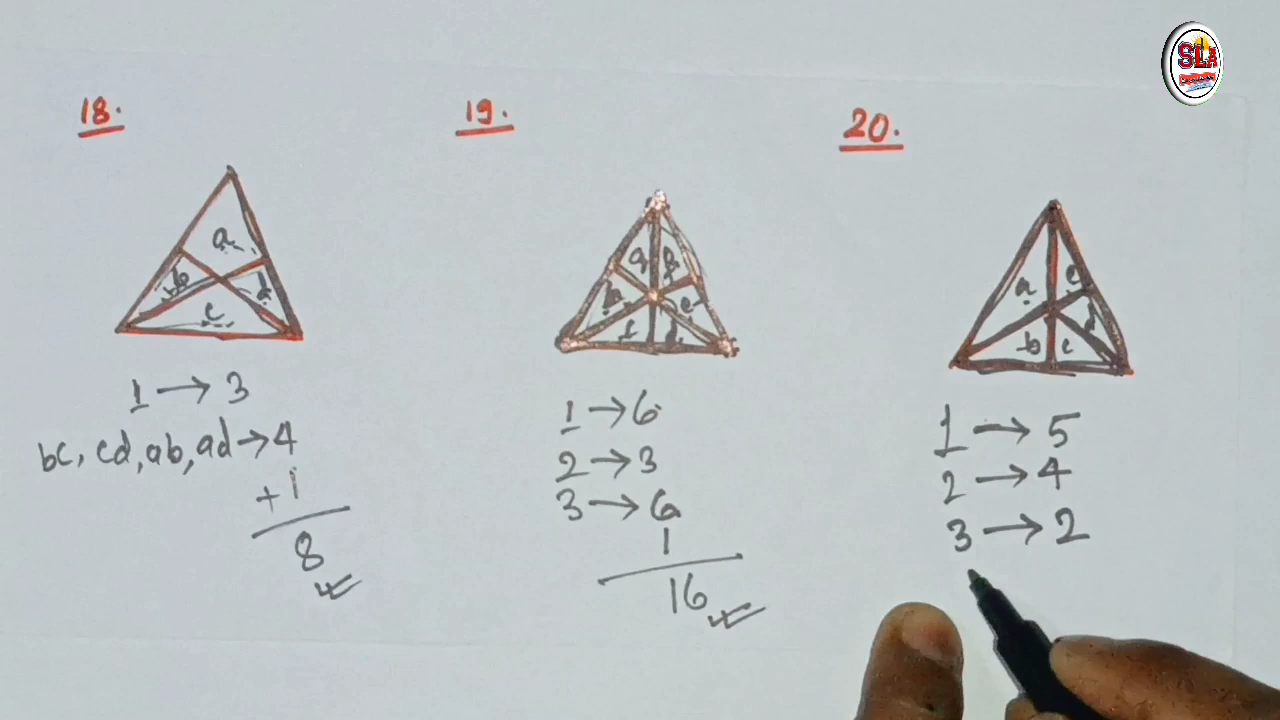 18.
a
b
d
c
1 → 3
bc, cd, ab, ad → 4
+ 1
8
19.
a
b
e
d
1 → 6
2 → 3
3 → 6
1
16
20.
a
e
d
b
c
1 → 5
2 → 4
3 → 2
SLA